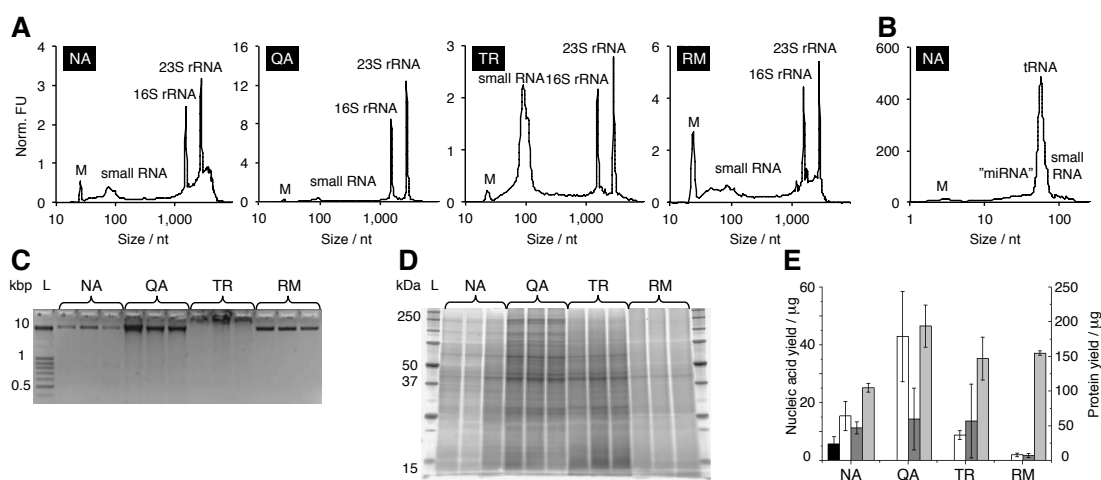 A
B
NA
QA
TR
RM
NA
4
3
2
1
0
Norm. FU
16
12
8
4
0
3
2
1
0
6
4
2
0
600
400
200
0
23S rRNA
16S rRNA
M
small RNA
23S rRNA
16S rRNA
M
small RNA
23S rRNA
small RNA
16S rRNA
M
23S rRNA
16S rRNA
M
small RNA
tRNA
"miRNA"
small
RNA
M
10 100 1,000
10 100 1,000
10 100 1,000
10 100 1,000
1 10 100
Size / nt
Size / nt
Size / nt
Size / nt
Size / nt
C
kbp L NA QA TR RM
10
1
0.5
D
kDa L NA QA TR RM
250
50
37
15
E
Nucleic acid yield / µg
60
40
20
0
250
200
150
100
50
0
Protein yield / µg
NA QA TR RM